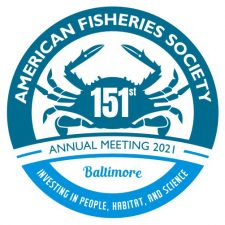 AMERICAN FISHERIES SOCIETY
151st
ANNUAL MEETING 2021
Baltimore
INVESTING IN PEOPLE, HABITAT, AND SCIENCE